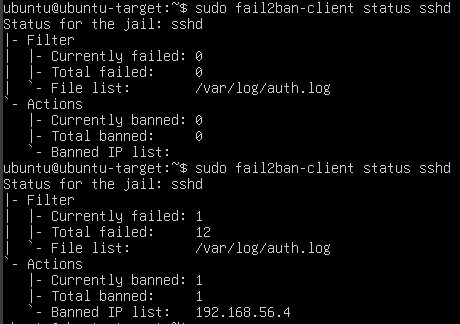 ubuntu@ubuntu-target:~$ sudo fail2ban-client status sshd
Status for the jail: sshd
|- Filter
|  |- Currently failed: 0
|  |- Total failed:     0
|  `- File list:        /var/log/auth.log
`- Actions
   |- Currently banned: 0
   |- Total banned:     0
   `- Banned IP list:
ubuntu@ubuntu-target:~$ sudo fail2ban-client status sshd
Status for the jail: sshd
|- Filter
|  |- Currently failed: 1
|  |- Total failed:     12
|  `- File list:        /var/log/auth.log
`- Actions
   |- Currently banned: 1
   |- Total banned:     1
   `- Banned IP list:   192.168.56.4